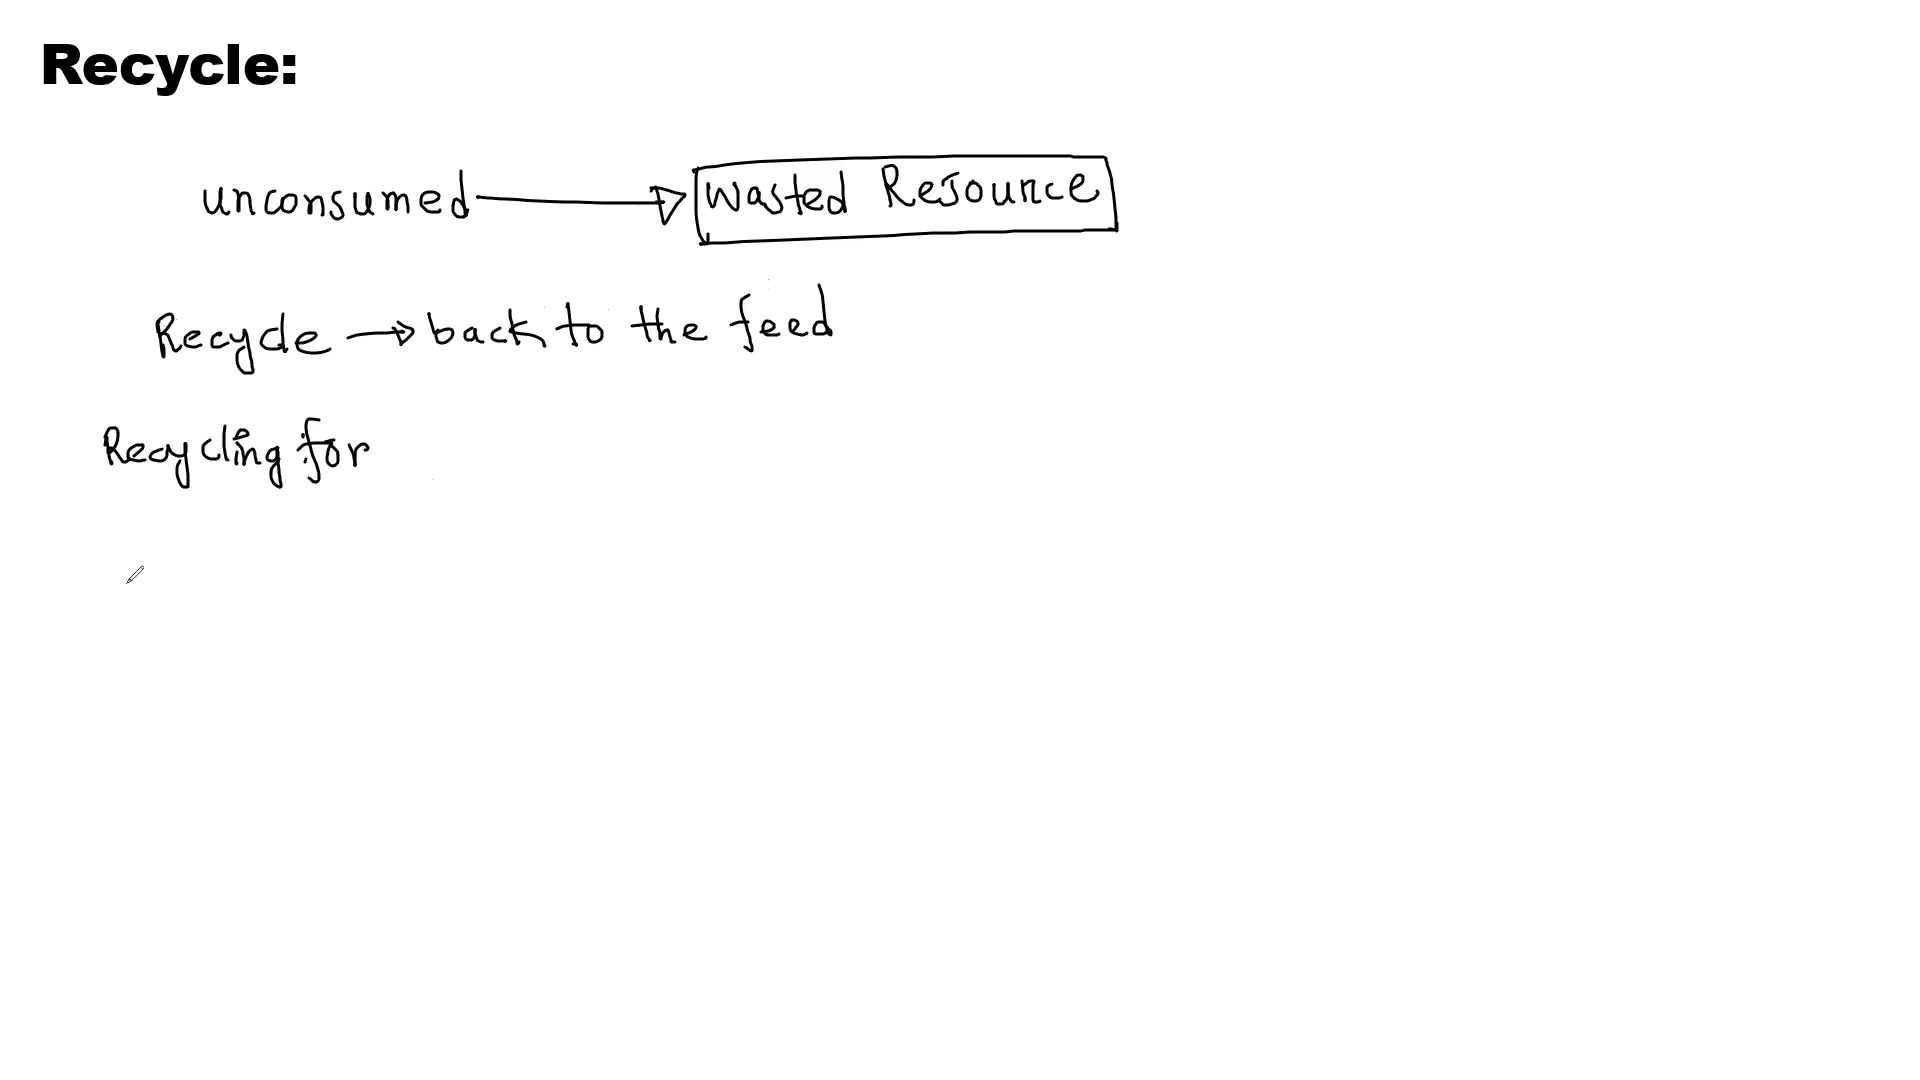 Recycle:
unconsumed → Wasted Resource
Recycle → back to the feed
Recycling for